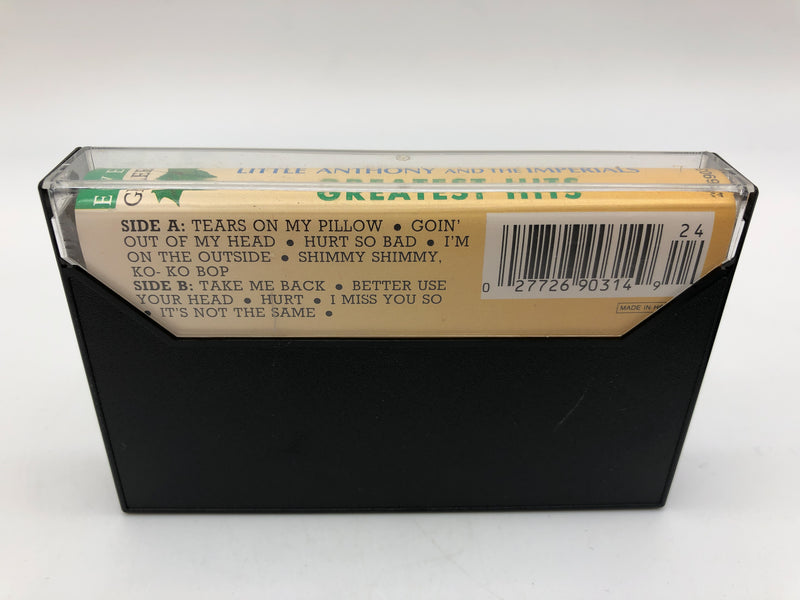 LITTLE ANTHONY AND THE IMPERIALS
GREATEST HITS
SIDE A: TEARS ON MY PILLOW • GOIN'
OUT OF MY HEAD • HURT SO BAD • I'M
ON THE OUTSIDE • SHIMMY SHIMMY,
KO- KO BOP
SIDE B: TAKE ME BACK • BETTER USE
YOUR HEAD • HURT • I MISS YOU SO
• IT'S NOT THE SAME •
24
0 27726 90314 9
MADE IN